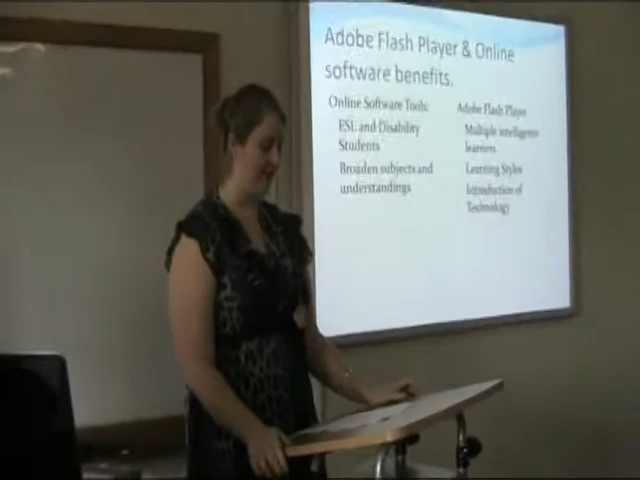 Adobe Flash Player & Online
software benefits.
Online Software Tools:
ESL and Disability
Students
Broaden subjects and
understandings
Adobe Flash Player
Multiple intelligence
learners
Learning Styles
Introduction of
Technology